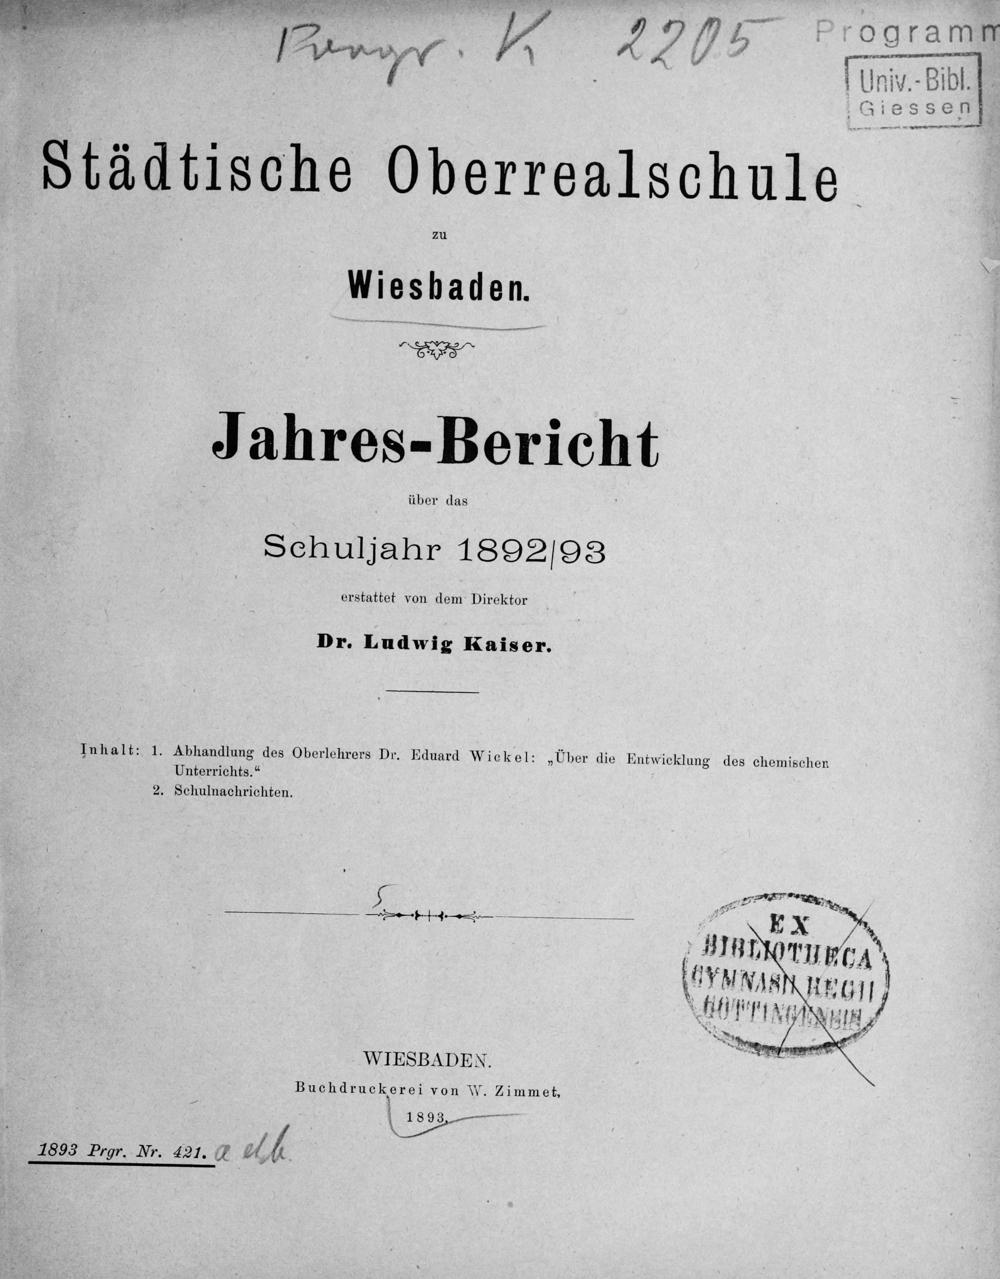 Progr. K 2205
Programm
Univ.-Bibl.
Giessen
Städtische Oberrealschule
zu
Wiesbaden.
Jahres-Bericht
über das
Schuljahr 1892/93
erstattet von dem Direktor
Dr. Ludwig Kaiser.
Inhalt: 1. Abhandlung des Oberlehrers Dr. Eduard Wickel: „Über die Entwicklung des chemischen
Unterrichts.“
2. Schulnachrichten.
EX
BIBLIOTHECA
GYMNASII REGII
GOTTINGENSIS
WIESBADEN.
Buchdruckerei von W. Zimmet,
1893.
1893 Prgr. Nr. 421.